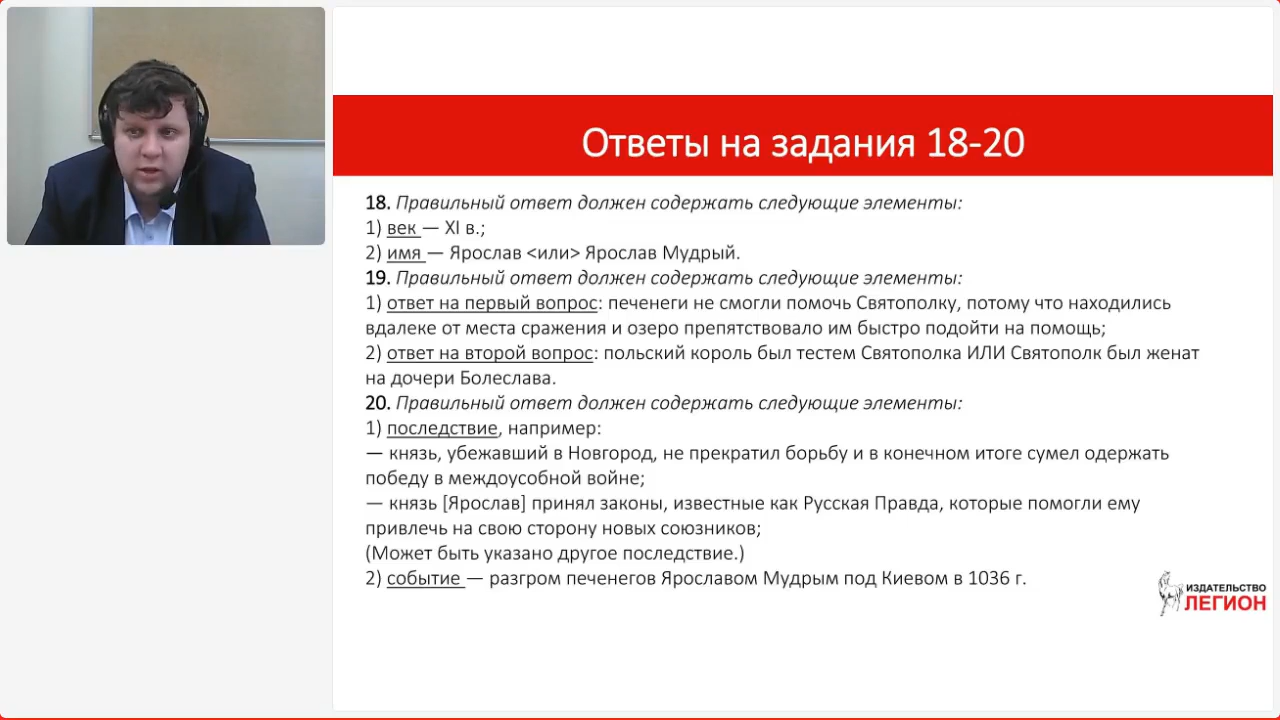 Ответы на задания 18-20
18. Правильный ответ должен содержать следующие элементы:
1) век — XI в.;
2) имя — Ярослав <или> Ярослав Мудрый.
19. Правильный ответ должен содержать следующие элементы:
1) ответ на первый вопрос: печенеги не смогли помочь Святополку, потому что находились
вдалеке от места сражения и озеро препятствовало им быстро подойти на помощь;
2) ответ на второй вопрос: польский король был тестем Святополка ИЛИ Святополк был женат
на дочери Болеслава.
20. Правильный ответ должен содержать следующие элементы:
1) последствие, например:
— князь, убежавший в Новгород, не прекратил борьбу и в конечном итоге сумел одержать
победу в междоусобной войне;
— князь [Ярослав] принял законы, известные как Русская Правда, которые помогли ему
привлечь на свою сторону новых союзников;
(Может быть указано другое последствие.)
2) событие — разгром печенегов Ярославом Мудрым под Киевом в 1036 г.
ИЗДАТЕЛЬСТВО
ЛЕГИОН